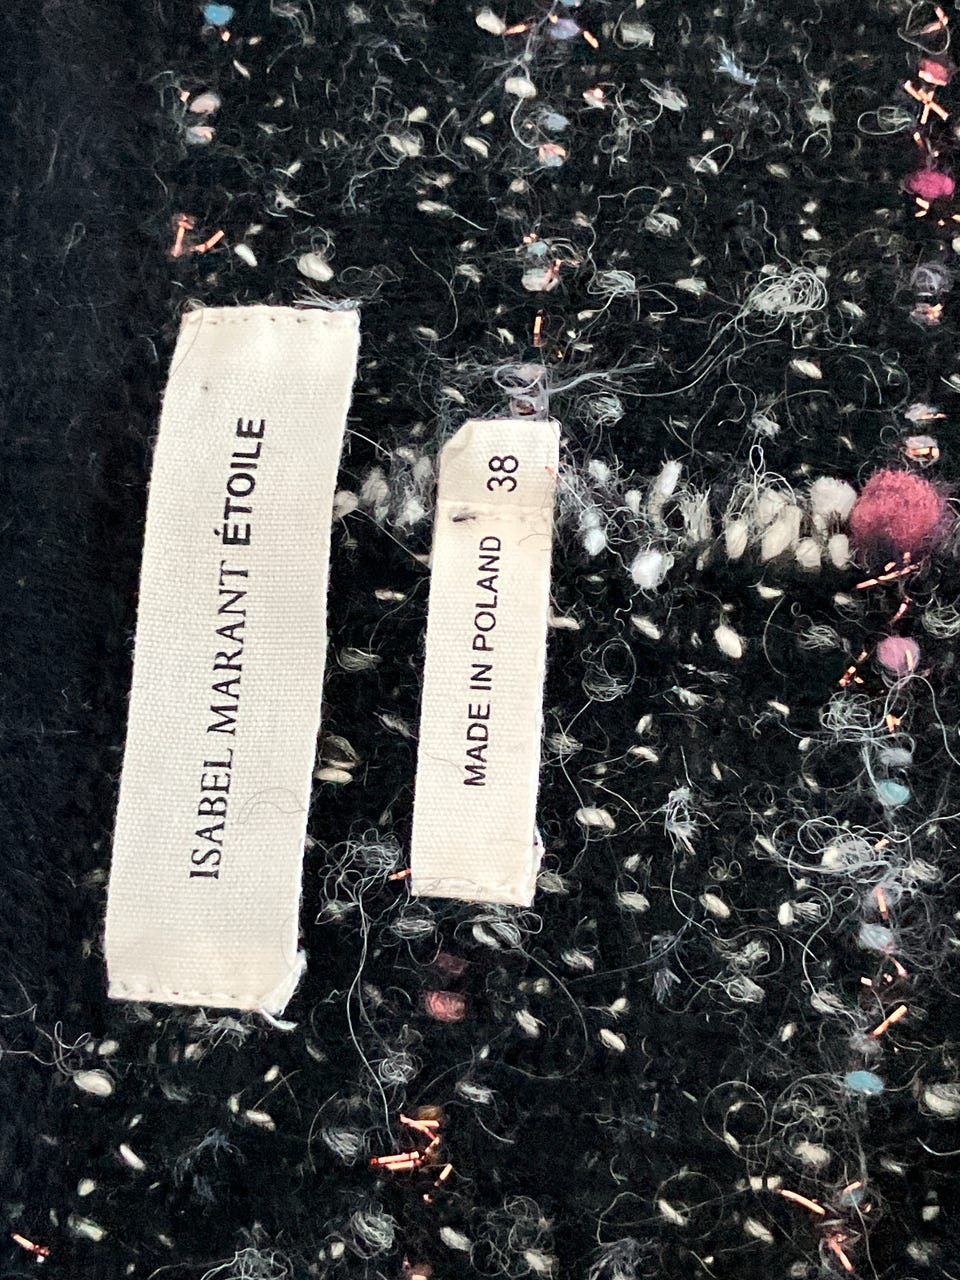 ISABEL MARANT ÉTOILE
MADE IN POLAND
38